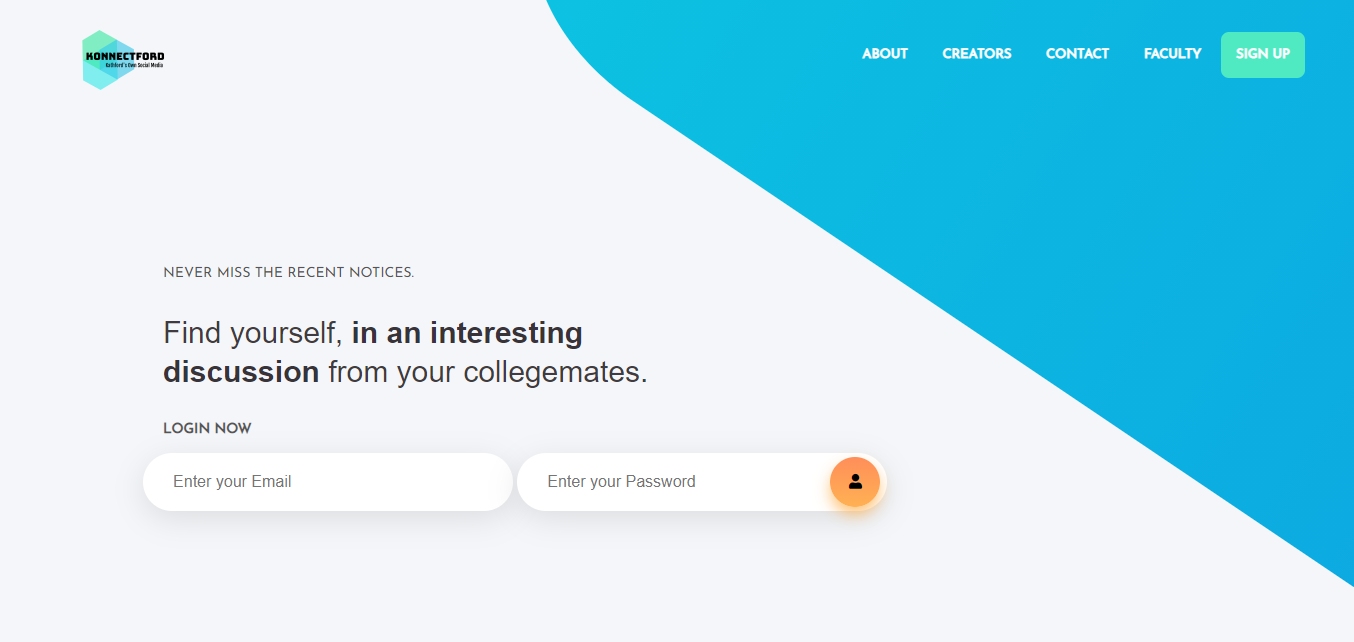 KONNECTFORD
Kathford's Own Social Media
ABOUT
CREATORS
CONTACT
FACULTY
SIGN UP
NEVER MISS THE RECENT NOTICES.
Find yourself, in an interesting
discussion from your collegemates.
LOGIN NOW
Enter your Email
Enter your Password